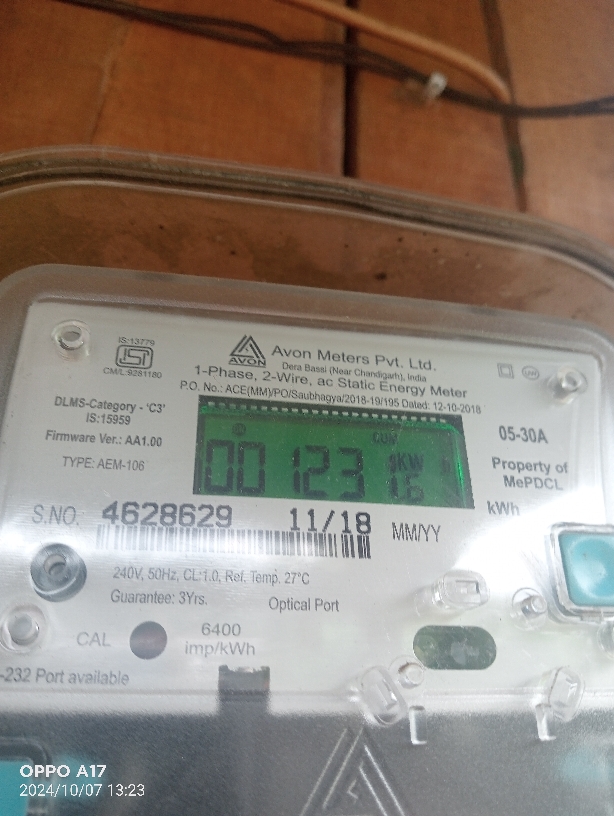 IS:13779
ISI
CM/L:9281180
AVON
Avon Meters Pvt. Ltd.
Dera Bassi (Near Chandigarh), India
1-Phase, 2-Wire, ac Static Energy Meter
P.O. No.: ACE(MM)/PO/Saubhagya/2018-19/195 Dated: 12-10-2018
DLMS-Category - 'C3'
IS:15959
Firmware Ver.: AA1.00
TYPE: AEM-106
05-30A
Property of
MePDCL
kWh
S.NO. 4628629 11/18 MM/YY
240V, 50Hz, CL:1.0, Ref. Temp. 27°C
Guarantee: 3Yrs.
Optical Port
CAL
6400
imp/kWh
-232 Port available
OPPO A17
2024/10/07 13:23